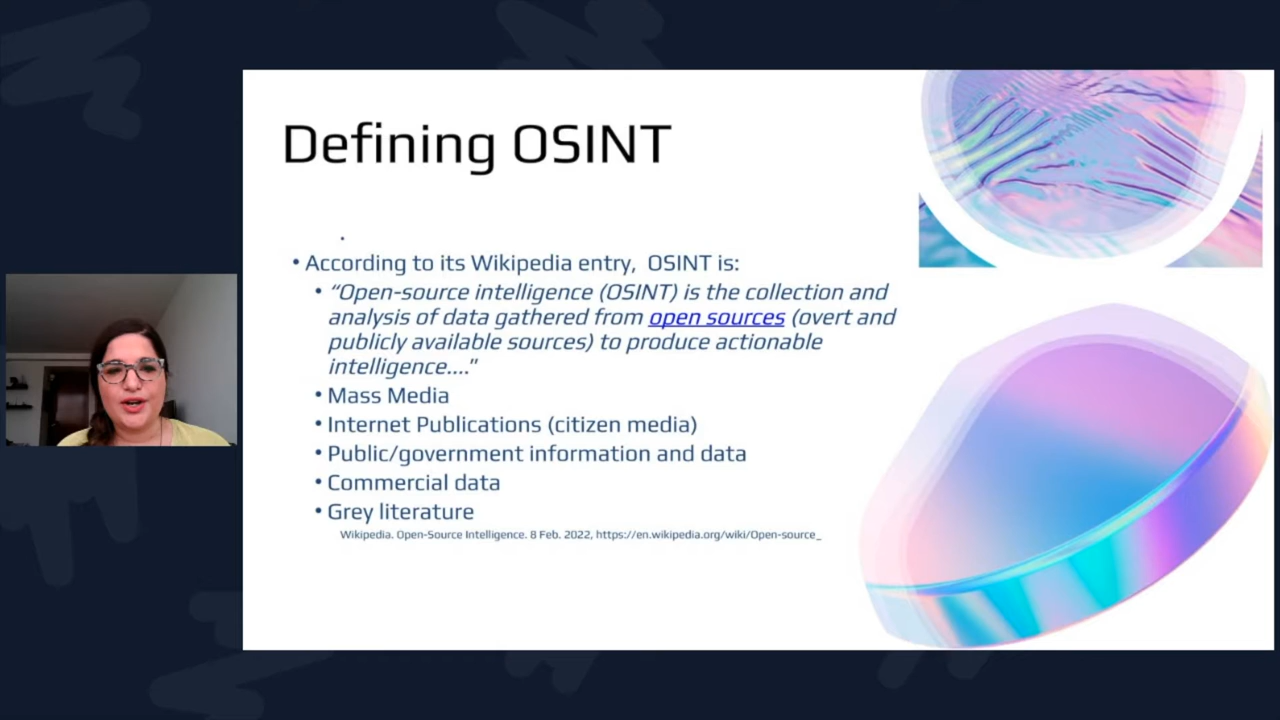 Defining OSINT
.
• According to its Wikipedia entry,  OSINT is:
• “Open-source intelligence (OSINT) is the collection and
analysis of data gathered from open sources (overt and
publicly available sources) to produce actionable
intelligence....”
• Mass Media
• Internet Publications (citizen media)
• Public/government information and data
• Commercial data
• Grey literature
Wikipedia. Open-Source Intelligence. 8 Feb. 2022, https://en.wikipedia.org/wiki/Open-source_